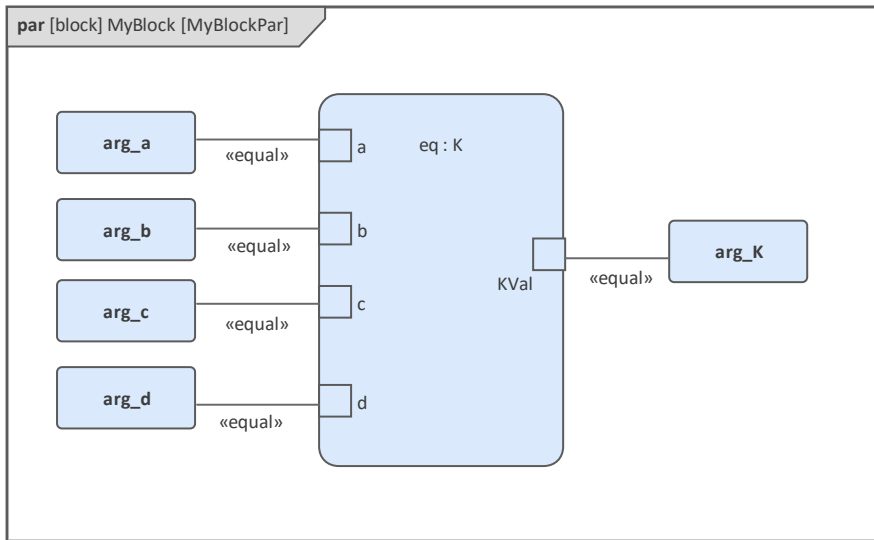 par [block] MyBlock [MyBlockPar]
arg_a
«equal»
a
eq : K
arg_b
«equal»
b
arg_c
«equal»
c
KVal
«equal»
arg_K
arg_d
«equal»
d